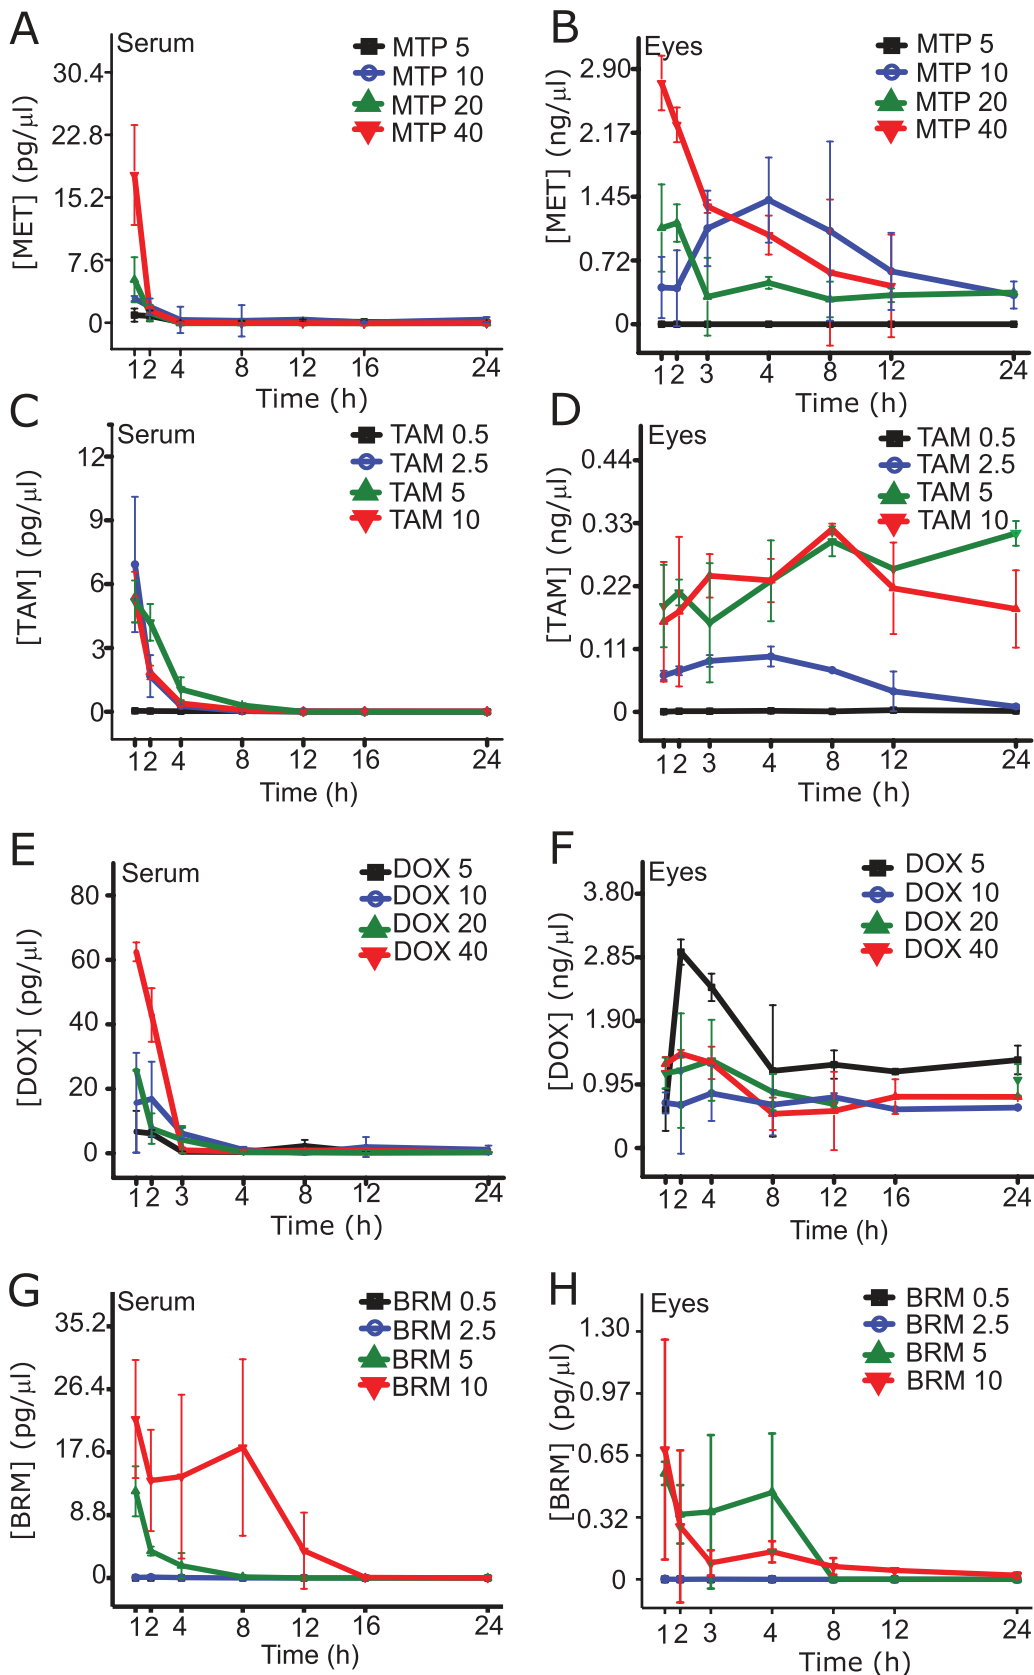 A
Serum
MTP 5
MTP 10
MTP 20
MTP 40
[MET] (pg/µl)
30.4
22.8
15.2
7.6
0
1 2 4 8 12 16 24
Time (h)
B
Eyes
MTP 5
MTP 10
MTP 20
MTP 40
[MET] (ng/µl)
2.90
2.17
1.45
0.72
0
1 2 3 4 8 12 24
Time (h)
C
Serum
TAM 0.5
TAM 2.5
TAM 5
TAM 10
[TAM] (pg/µl)
12
9
6
3
0
1 2 4 8 12 16 24
Time (h)
D
Eyes
TAM 0.5
TAM 2.5
TAM 5
TAM 10
[TAM] (ng/µl)
0.44
0.33
0.22
0.11
0
1 2 3 4 8 12 24
Time (h)
E
Serum
DOX 5
DOX 10
DOX 20
DOX 40
[DOX] (pg/µl)
80
60
40
20
0
1 2 3 4 8 12 24
Time (h)
F
Eyes
DOX 5
DOX 10
DOX 20
DOX 40
[DOX] (ng/µl)
3.80
2.85
1.90
0.95
0
1 2 4 8 12 16 24
Time (h)
G
Serum
BRM 0.5
BRM 2.5
BRM 5
BRM 10
[BRM] (pg/µl)
35.2
26.4
17.6
8.8
0
1 2 4 8 12 16 24
Time (h)
H
Eyes
BRM 0.5
BRM 2.5
BRM 5
BRM 10
[BRM] (pg/µl)
1.30
0.97
0.65
0.32
0
1 2 3 4 8 12 24
Time (h)